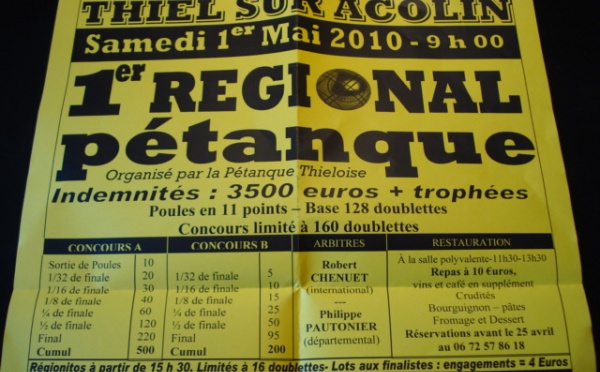 THIEL SUR ACOLIN
Samedi 1er Mai 2010 - 9 h 00
1er REGIONAL
pétanque
Organisé par la Pétanque Thieloise
Indemnités : 3500 euros + trophées
Poules en 11 points – Base 128 doublettes
Concours limité à 160 doublettes
CONCOURS A
Sortie de Poules 10
1/32 de finale 20
1/16 de finale 30
1/8 de finale 40
¼ de finale 60
½ de finale 120
Final 220
Cumul 500
CONCOURS B
1/32 de finale 5
1/16 de finale 10
1/8 de finale 15
¼ de finale 25
½ de finale 50
Final 95
Cumul 200
ARBITRES
Robert
CHENUET
(international)
---
Philippe
PAUTONIER
(départemental)
RESTAURATION
À la salle polyvalente-11h30-13h30
Repas à 10 €uros,
vins et café en supplément
Crudités
Bourguignon – pâtes
Fromage et Dessert
Réservations avant le 25 avril
au 06 72 57 86 18
Régionitos à partir de 15 h 30. Limités à 16 doublettes- Lots aux finalistes : engagements = 4 Euros